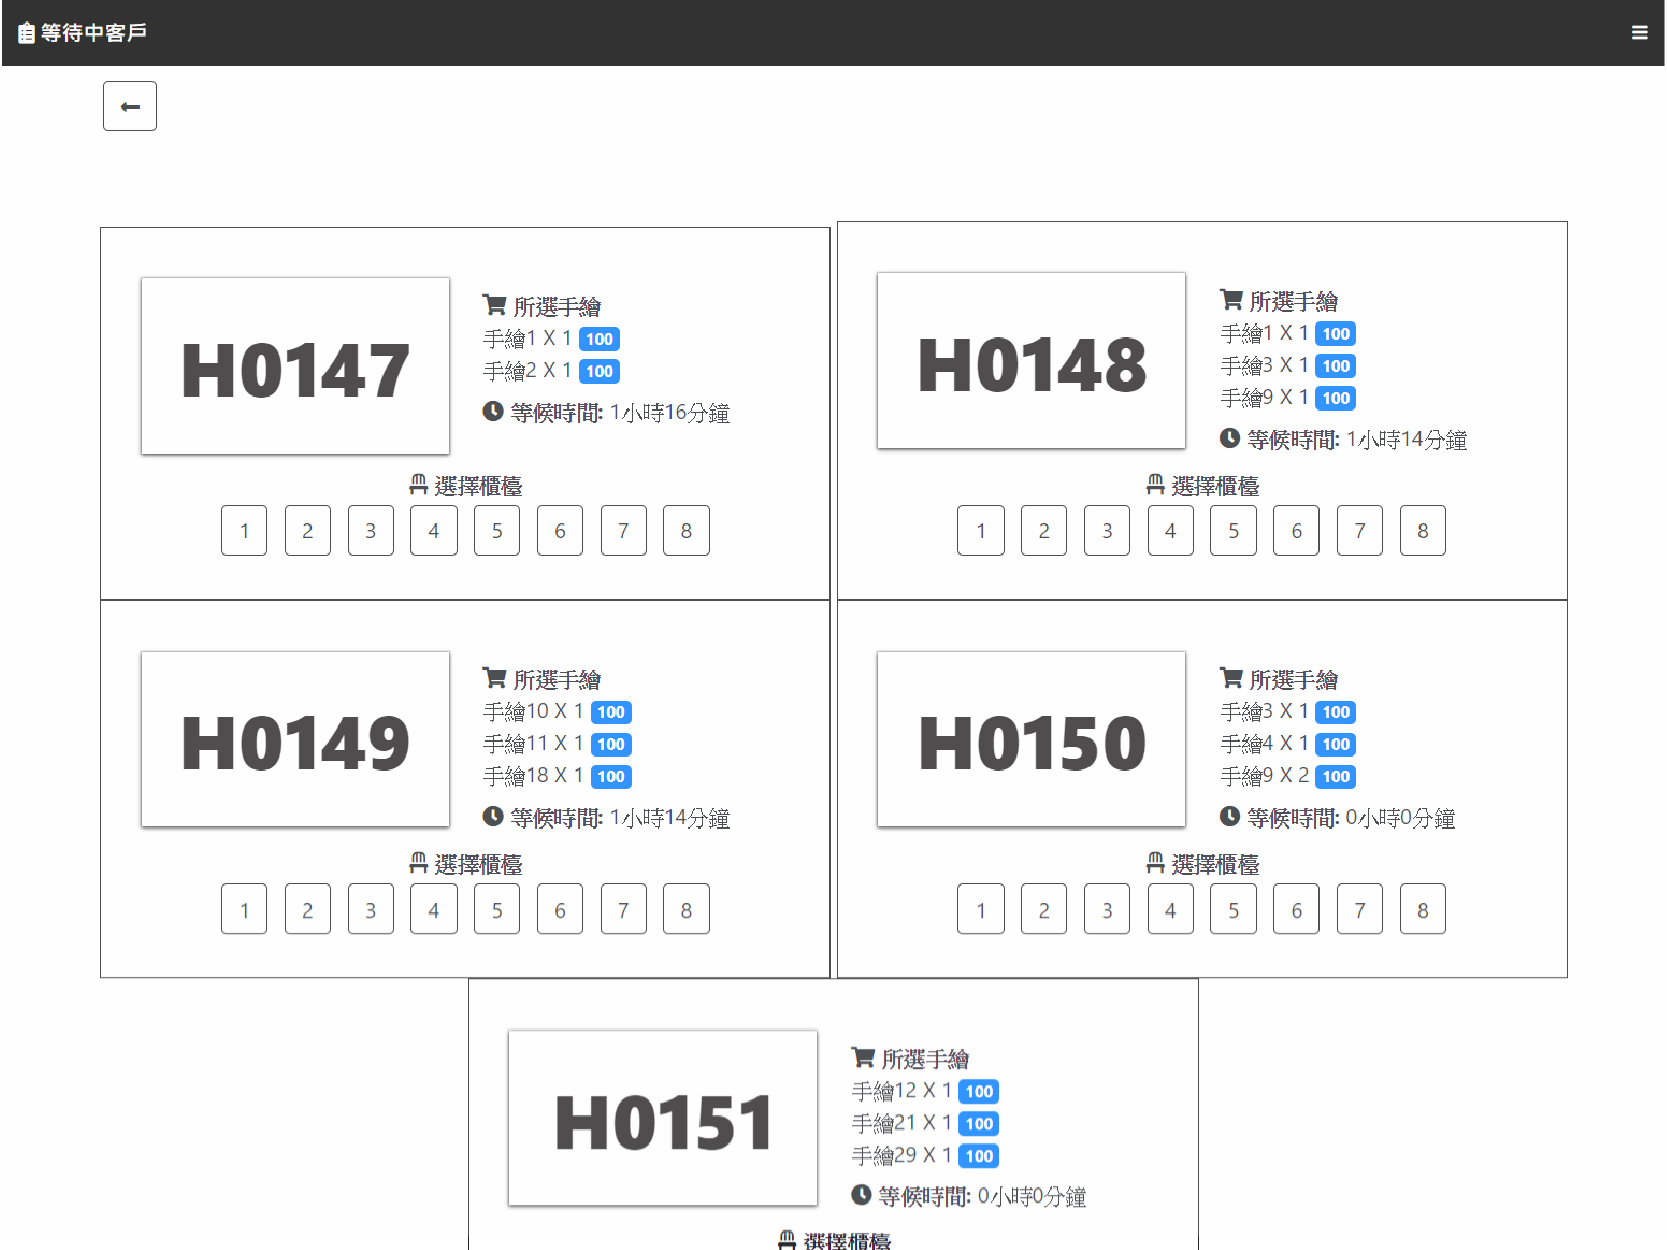 等待中客戶
H0147
所選手繪
手繪1 X 1 100
手繪2 X 1 100
等候時間: 1小時16分鐘
選擇櫃檯
1 2 3 4 5 6 7 8
H0148
所選手繪
手繪1 X 1 100
手繪3 X 1 100
手繪9 X 1 100
等候時間: 1小時14分鐘
選擇櫃檯
1 2 3 4 5 6 7 8
H0149
所選手繪
手繪10 X 1 100
手繪11 X 1 100
手繪18 X 1 100
等候時間: 1小時14分鐘
選擇櫃檯
1 2 3 4 5 6 7 8
H0150
所選手繪
手繪3 X 1 100
手繪4 X 1 100
手繪9 X 2 100
等候時間: 0小時0分鐘
選擇櫃檯
1 2 3 4 5 6 7 8
H0151
所選手繪
手繪12 X 1 100
手繪21 X 1 100
手繪29 X 1 100
等候時間: 0小時0分鐘
選擇櫃檯